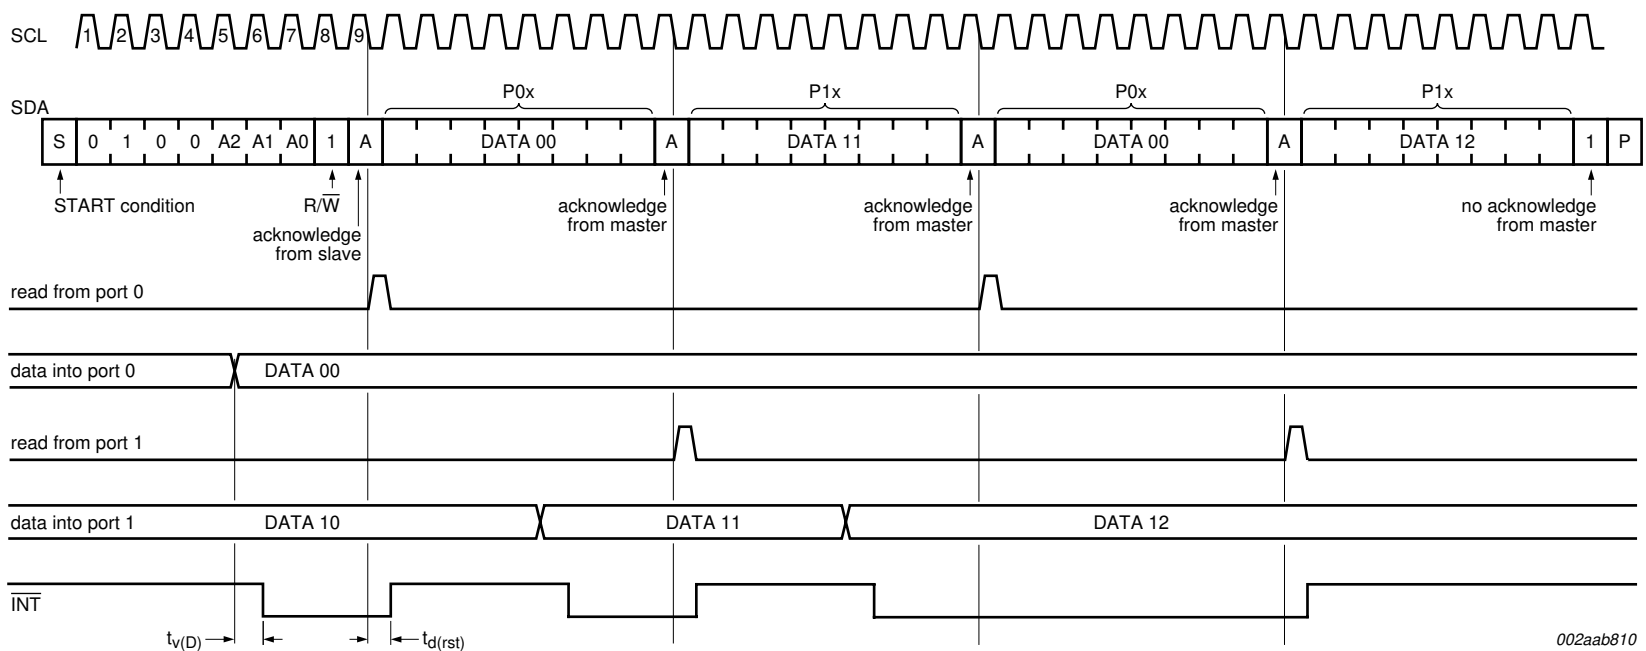 SCL 1 2 3 4 5 6 7 8 9
P0x P1x P0x P1x
SDA
S 0 1 0 0 A2 A1 A0 1 A DATA 00 A DATA 11 A DATA 00 A DATA 12 1 P
START condition
R/W̅
acknowledge
from slave
acknowledge
from master
acknowledge
from master
acknowledge
from master
no acknowledge
from master
read from port 0
data into port 0 DATA 00
read from port 1
data into port 1 DATA 10 DATA 11 DATA 12
I̅N̅T̅
tv(D) td(rst)
002aab810